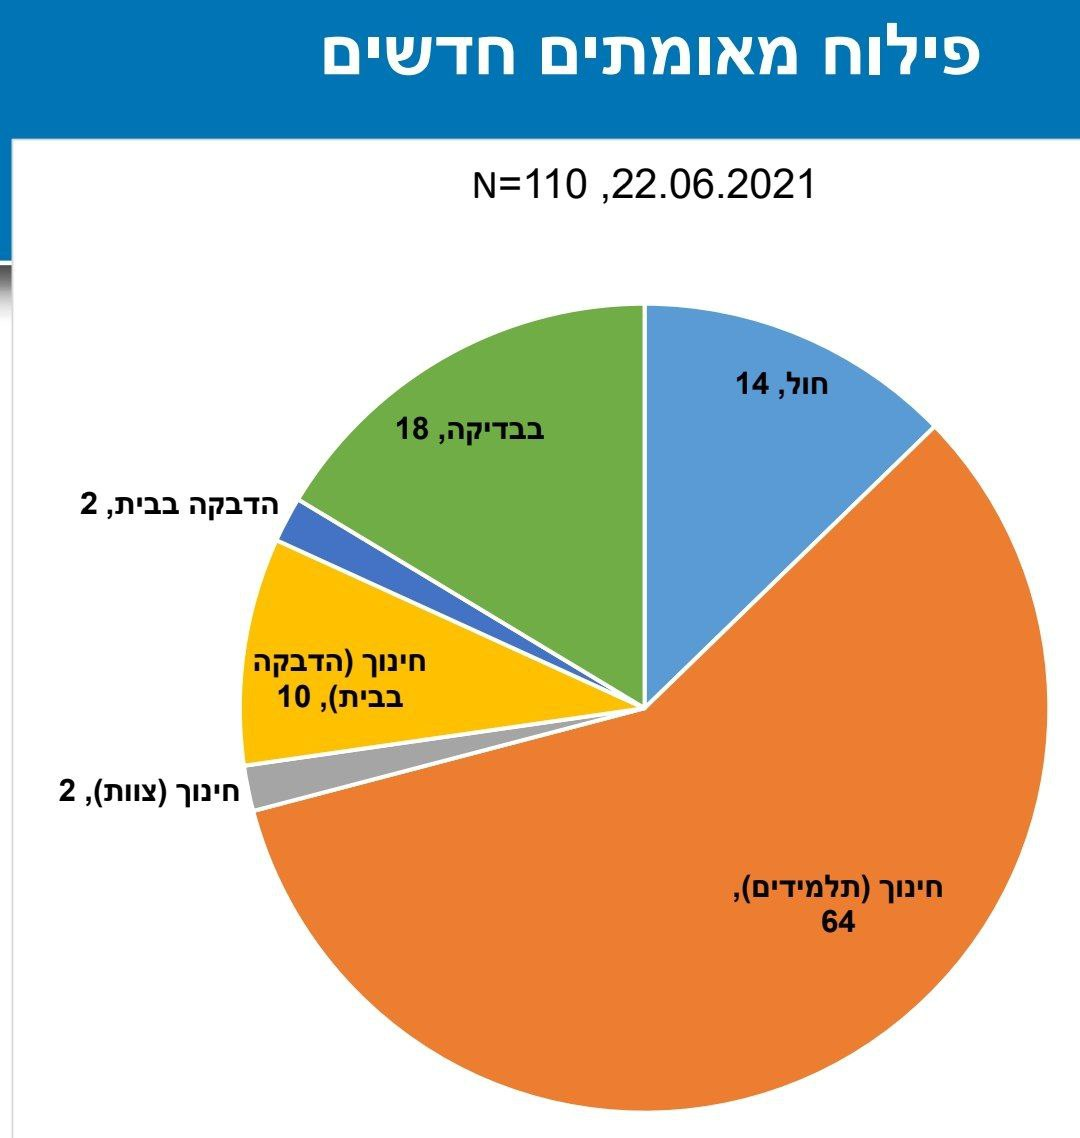 פילוח מאומתים חדשים
22.06.2021, N=110
חול, 14
בבדיקה, 18
הדבקה בבית, 2
חינוך (הדבקה
בבית), 10
חינוך (צוות), 2
חינוך (תלמידים),
64